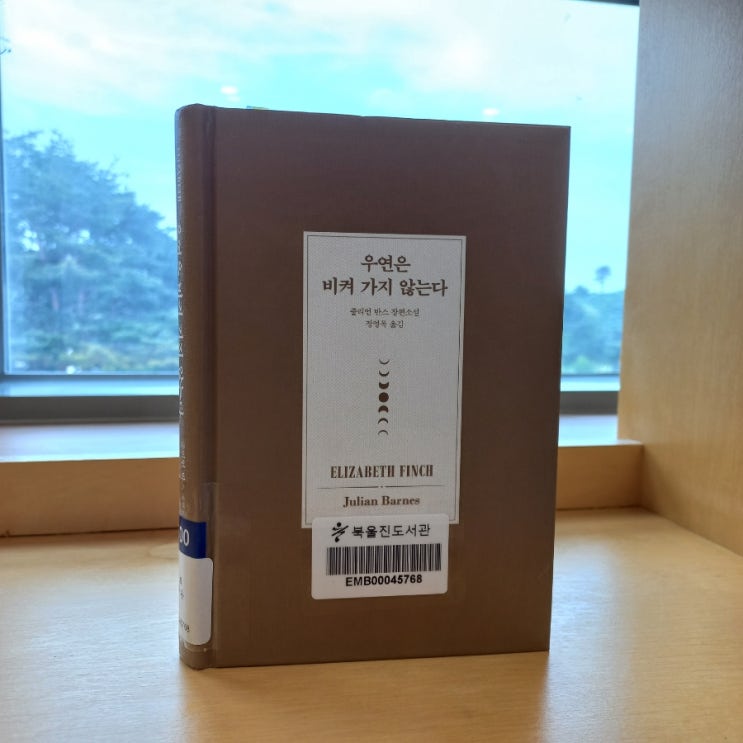 우연은
비켜 가지 않는다
줄리언 반스 장편소설
정영목 옮김
ELIZABETH FINCH
Julian Barnes
북울진도서관
EMB00045768